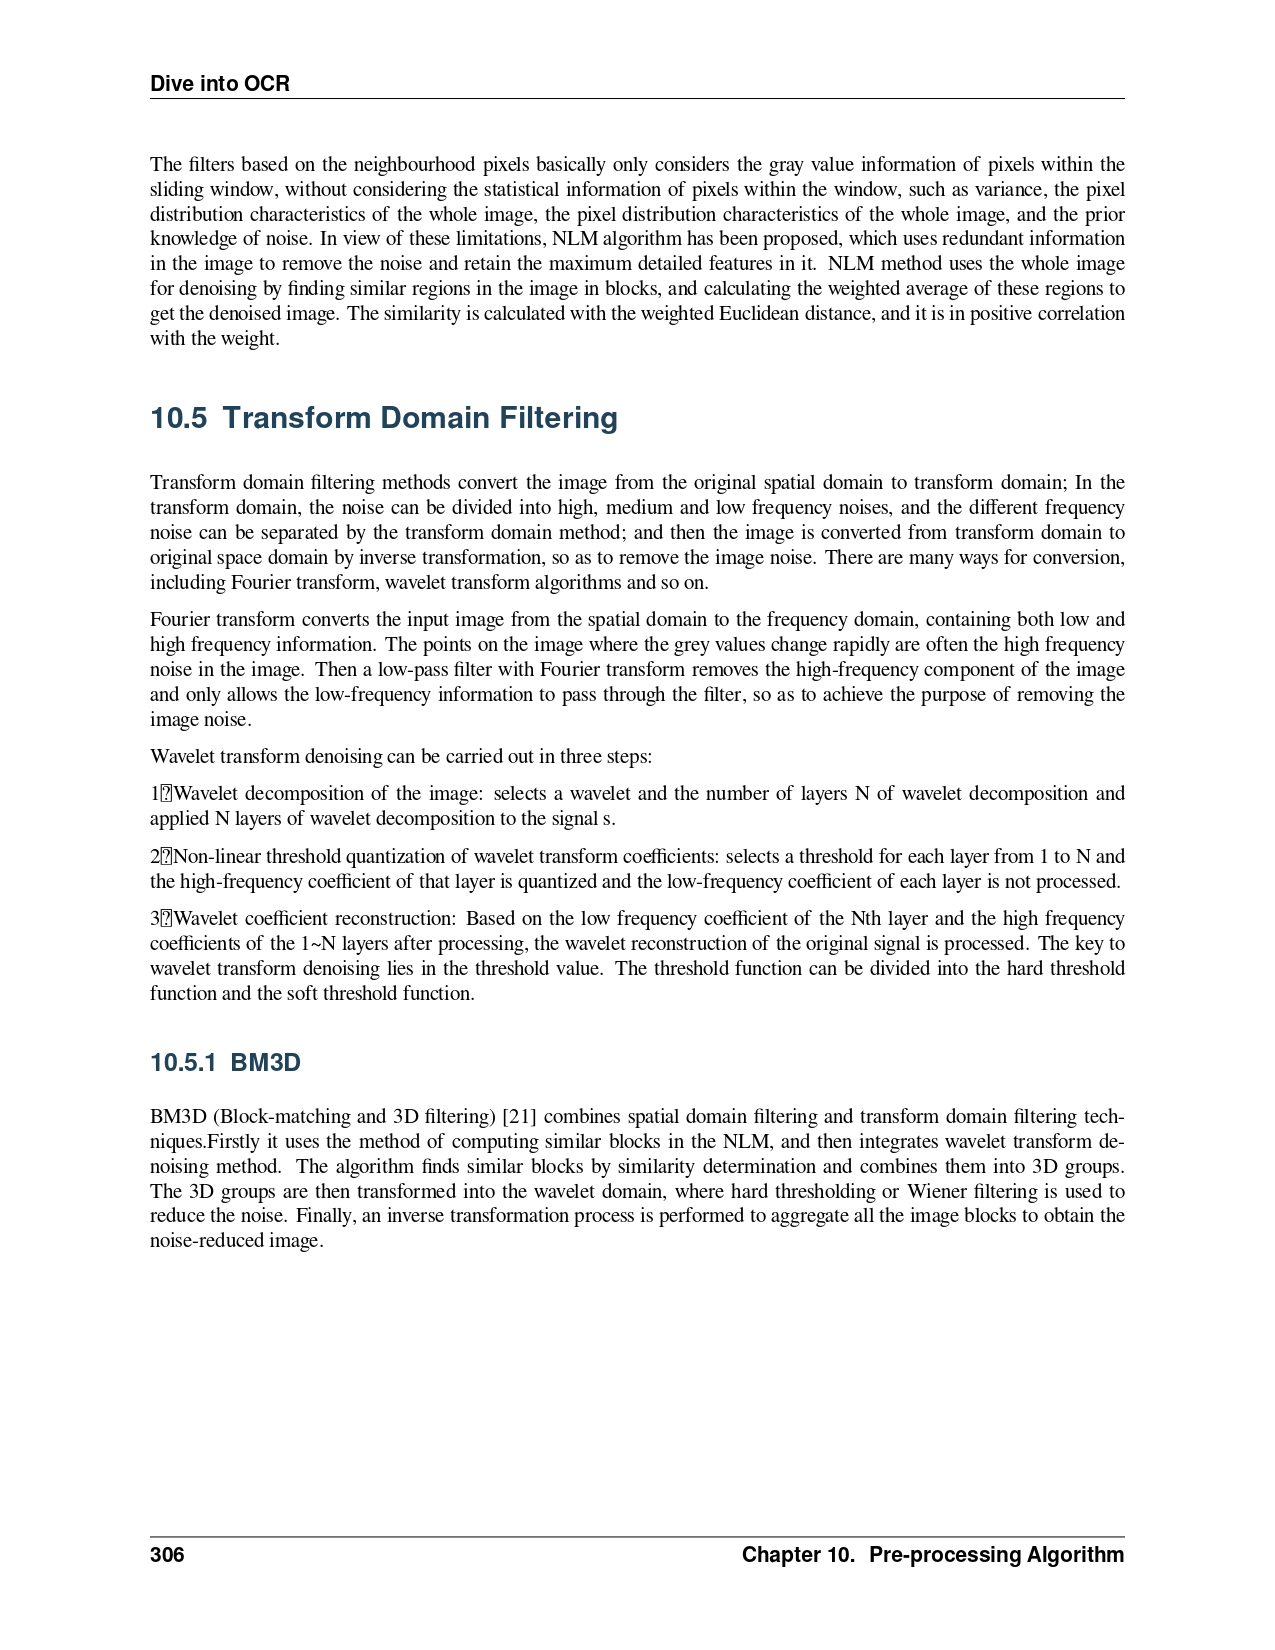 Dive into OCR
The filters based on the neighbourhood pixels basically only considers the gray value information of pixels within the
sliding window, without considering the statistical information of pixels within the window, such as variance, the pixel
distribution characteristics of the whole image, the pixel distribution characteristics of the whole image, and the prior
knowledge of noise. In view of these limitations, NLM algorithm has been proposed, which uses redundant information
in the image to remove the noise and retain the maximum detailed features in it. NLM method uses the whole image
for denoising by finding similar regions in the image in blocks, and calculating the weighted average of these regions to
get the denoised image. The similarity is calculated with the weighted Euclidean distance, and it is in positive correlation
with the weight.
10.5 Transform Domain Filtering
Transform domain filtering methods convert the image from the original spatial domain to transform domain; In the
transform domain, the noise can be divided into high, medium and low frequency noises, and the different frequency
noise can be separated by the transform domain method; and then the image is converted from transform domain to
original space domain by inverse transformation, so as to remove the image noise. There are many ways for conversion,
including Fourier transform, wavelet transform algorithms and so on.
Fourier transform converts the input image from the spatial domain to the frequency domain, containing both low and
high frequency information. The points on the image where the grey values change rapidly are often the high frequency
noise in the image. Then a low-pass filter with Fourier transform removes the high-frequency component of the image
and only allows the low-frequency information to pass through the filter, so as to achieve the purpose of removing the
image noise.
Wavelet transform denoising can be carried out in three steps:
1⍰Wavelet decomposition of the image: selects a wavelet and the number of layers N of wavelet decomposition and
applied N layers of wavelet decomposition to the signal s.
2⍰Non-linear threshold quantization of wavelet transform coefficients: selects a threshold for each layer from 1 to N and
the high-frequency coefficient of that layer is quantized and the low-frequency coefficient of each layer is not processed.
3⍰Wavelet coefficient reconstruction: Based on the low frequency coefficient of the Nth layer and the high frequency
coefficients of the 1~N layers after processing, the wavelet reconstruction of the original signal is processed. The key to
wavelet transform denoising lies in the threshold value. The threshold function can be divided into the hard threshold
function and the soft threshold function.
10.5.1 BM3D
BM3D (Block-matching and 3D filtering) [21] combines spatial domain filtering and transform domain filtering tech-
niques.Firstly it uses the method of computing similar blocks in the NLM, and then integrates wavelet transform de-
noising method. The algorithm finds similar blocks by similarity determination and combines them into 3D groups.
The 3D groups are then transformed into the wavelet domain, where hard thresholding or Wiener filtering is used to
reduce the noise. Finally, an inverse transformation process is performed to aggregate all the image blocks to obtain the
noise-reduced image.
306 Chapter 10. Pre-processing Algorithm